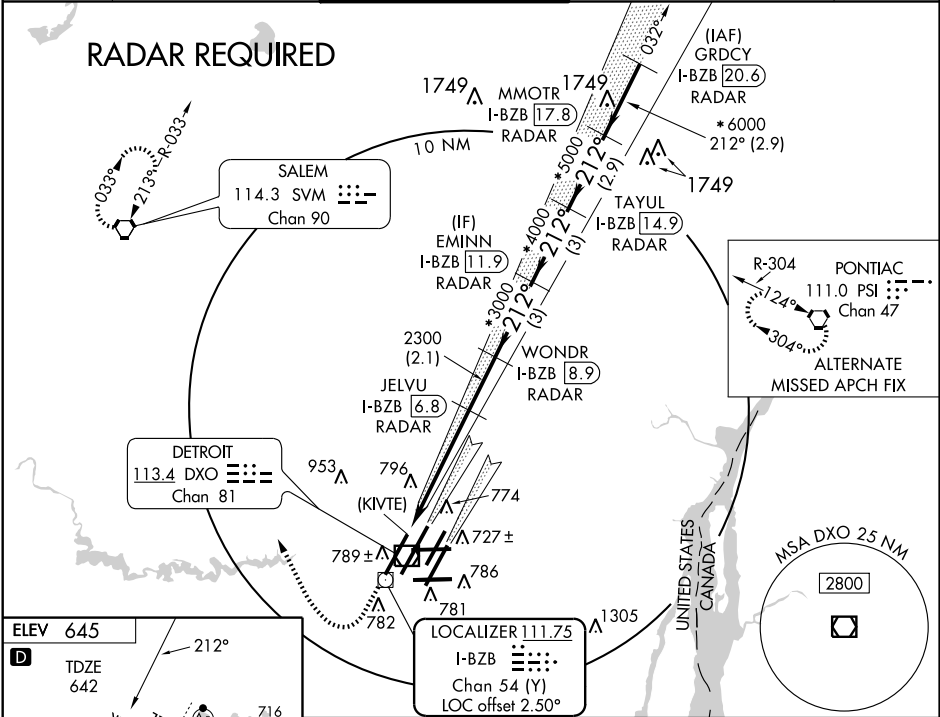 RADAR REQUIRED
032°
(IAF)
GRDCY
I-BZB 20.6
RADAR
1749
1749
MMOTR
I-BZB 17.8
RADAR
*6000
212° (2.9)
10 NM
*5000
212°
(2.9)
1749
R-033
033°
213°
SALEM
114.3 SVM
Chan 90
TAYUL
I-BZB 14.9
RADAR
*4000
212°
(3)
(IF)
EMINN
I-BZB 11.9
RADAR
R-304
PONTIAC
111.0 PSI
Chan 47
124°
304°
ALTERNATE
MISSED APCH FIX
*3000
212°
(3)
2300
(2.1)
WONDR
I-BZB 8.9
RADAR
JELVU
I-BZB 6.8
RADAR
DETROIT
113.4 DXO
Chan 81
953
796
(KIVTE)
774
727 ±
789 ±
786
781
782
UNITED STATES
CANADA
MSA DXO 25 NM
2800
LOCALIZER 111.75
I-BZB
Chan 54 (Y)
LOC offset 2.50°
1305
ELEV 645
D
TDZE
642
212°
716